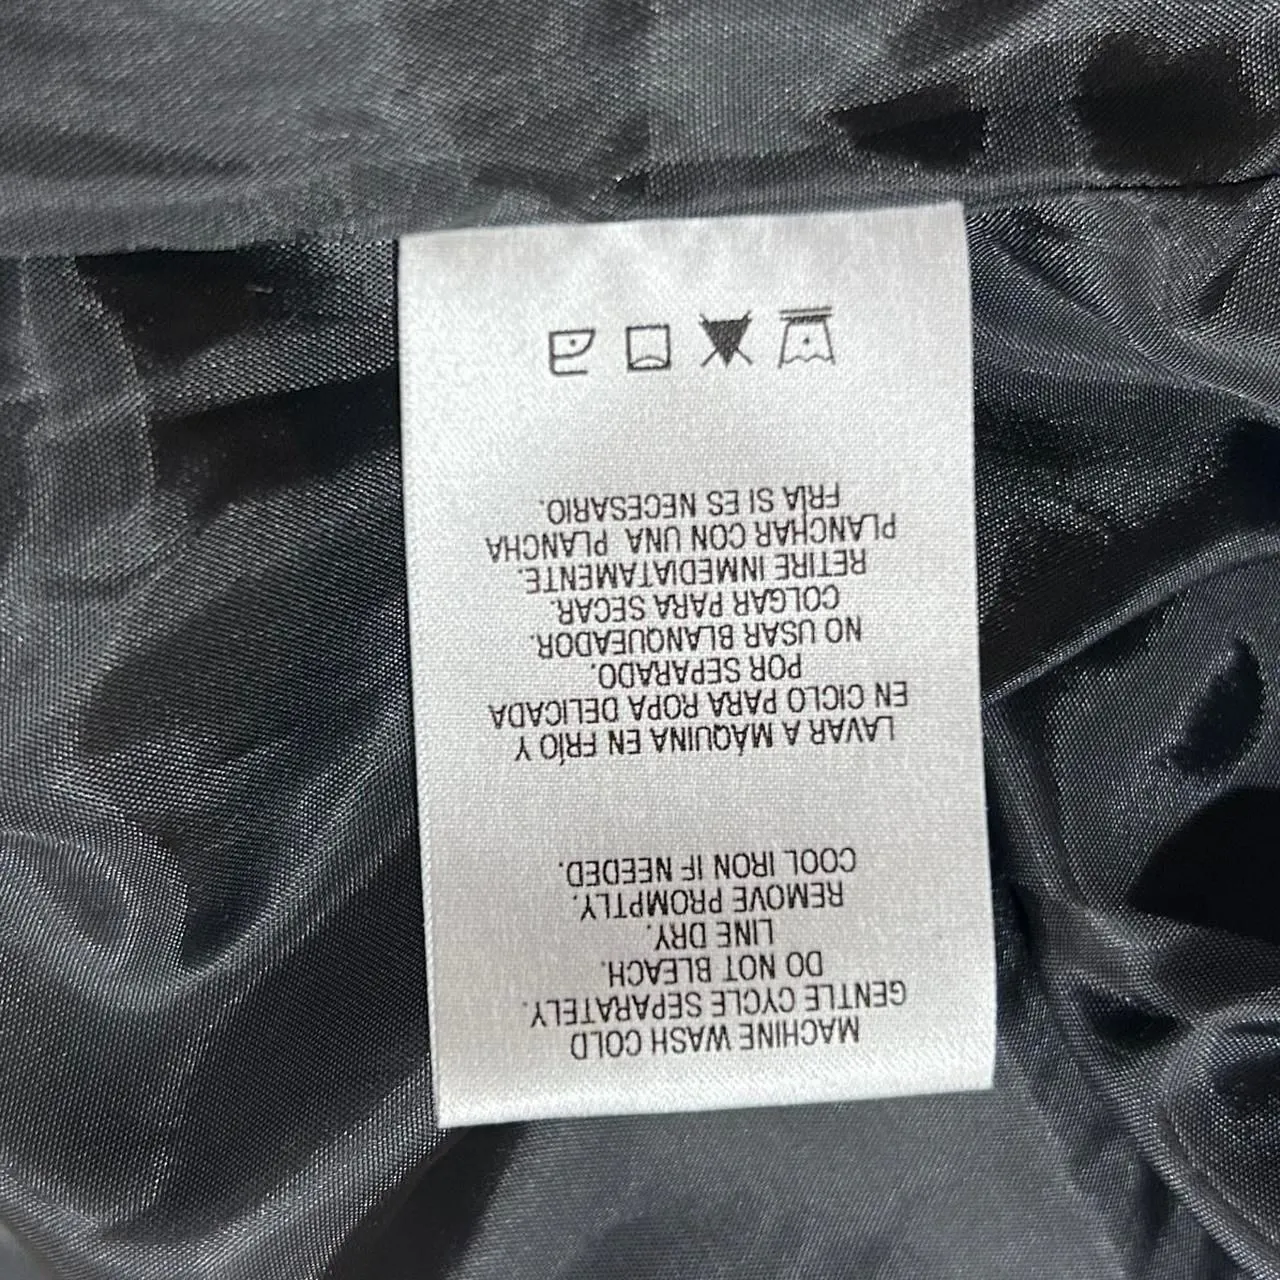 MACHINE WASH COLD
GENTLE CYCLE SEPARATELY.
DO NOT BLEACH.
LINE DRY.
REMOVE PROMPTLY.
COOL IRON IF NEEDED.
LAVAR A MÁQUINA EN FRÍO Y
EN CICLO PARA ROPA DELICADA
POR SEPARADO.
NO USAR BLANQUEADOR.
COLGAR PARA SECAR.
RETIRE INMEDIATAMENTE.
PLANCHAR CON UNA PLANCHA
FRÍA SI ES NECESARIO.